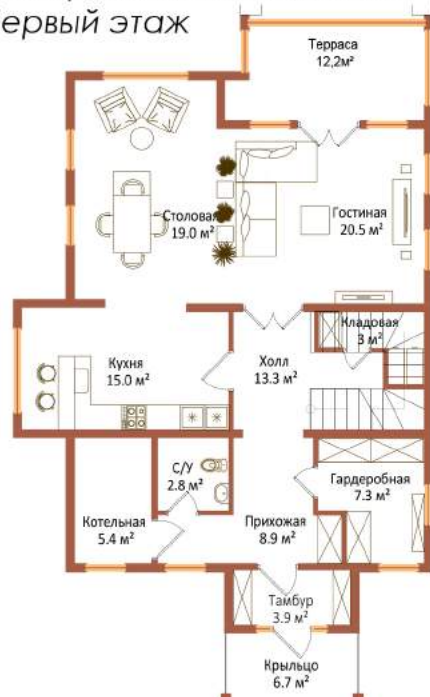 ервый этаж
Терраса
12,2м²
Столовая
19.0 м²
Гостиная
20.5 м²
Кладовая
3 м²
Кухня
15.0 м²
Холл
13.3 м²
С/У
2.8 м²
Гардеробная
7.3 м²
Котельная
5.4 м²
Прихожая
8.9 м²
Тамбур
3.9 м²
Крыльцо
6.7 м²